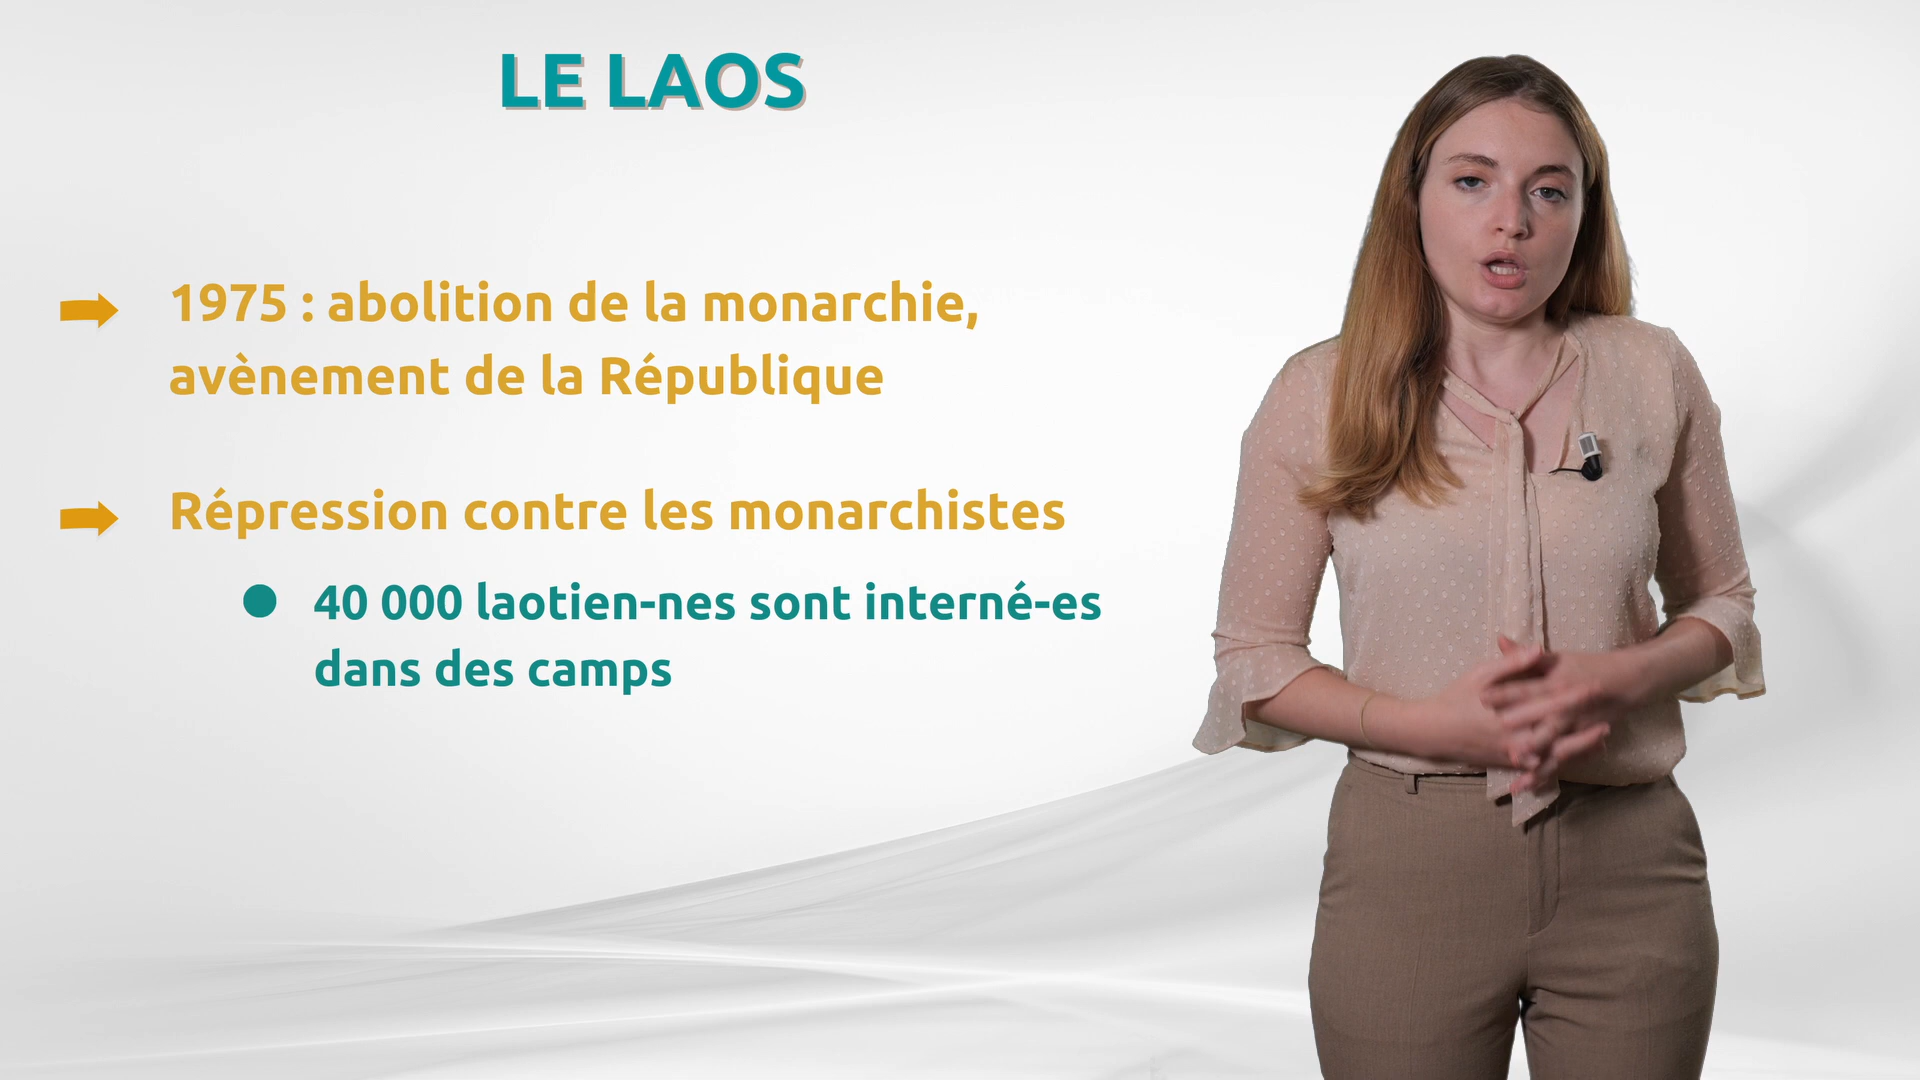 LE LAOS
1975 : abolition de la monarchie,
avènement de la République
Répression contre les monarchistes
40 000 laotien-nes sont interné-es
dans des camps